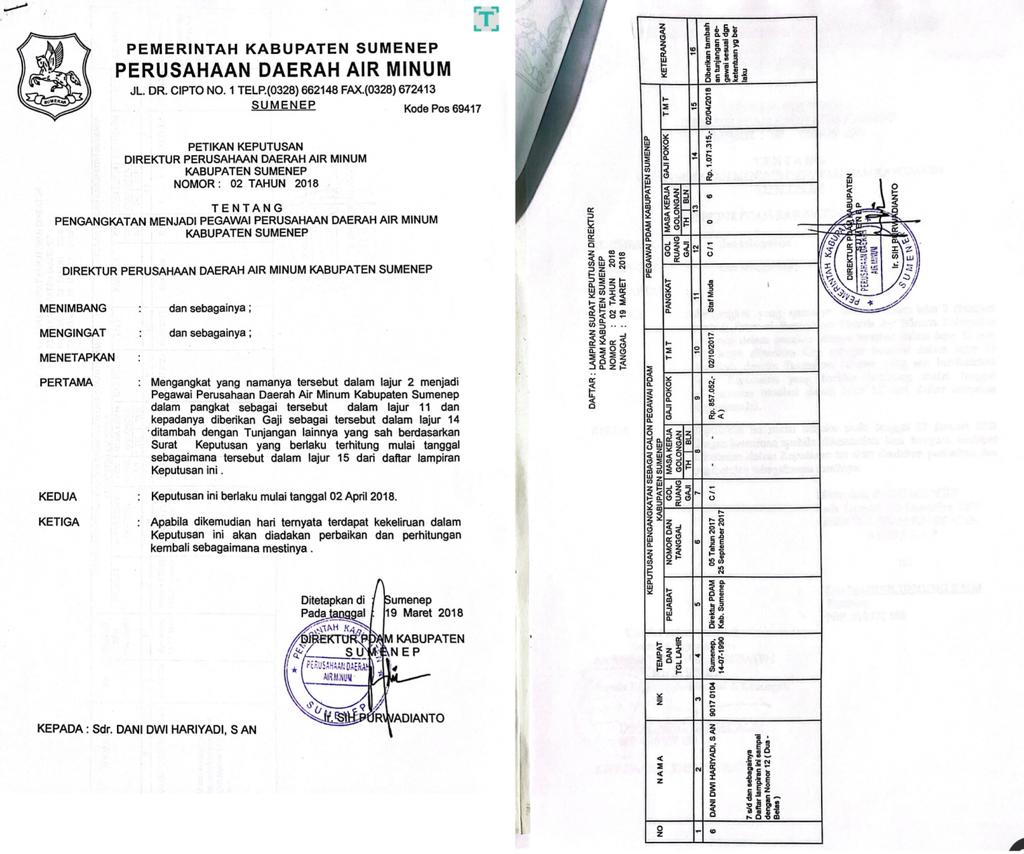 T
PEMERINTAH KABUPATEN SUMENEP
PERUSAHAAN DAERAH AIR MINUM
JL. DR. CIPTO NO. 1 TELP.(0328) 662148 FAX.(0328) 672413
SUMENEP
Kode Pos 69417
PETIKAN KEPUTUSAN
DIREKTUR PERUSAHAAN DAERAH AIR MINUM
KABUPATEN SUMENEP
NOMOR : 02 TAHUN 2018
T E N T A N G
PENGANGKATAN MENJADI PEGAWAI PERUSAHAAN DAERAH AIR MINUM
KABUPATEN SUMENEP
DIREKTUR PERUSAHAAN DAERAH AIR MINUM KABUPATEN SUMENEP
MENIMBANG : dan sebagainya ;
MENGINGAT : dan sebagainya ;
MENETAPKAN :
PERTAMA : Mengangkat yang namanya tersebut dalam lajur 2 menjadi
Pegawai Perusahaan Daerah Air Minum Kabupaten Sumenep
dalam pangkat sebagai tersebut dalam lajur 11 dan
kepadanya diberikan Gaji sebagai tersebut dalam lajur 14
ditambah dengan Tunjangan lainnya yang sah berdasarkan
Surat Keputusan yang berlaku terhitung mulai tanggal
sebagaimana tersebut dalam lajur 15 dari daftar lampiran
Keputusan ini .
KEDUA : Keputusan ini berlaku mulai tanggal 02 April 2018.
KETIGA : Apabila dikemudian hari ternyata terdapat kekeliruan dalam
Keputusan ini akan diadakan perbaikan dan perhitungan
kembali sebagaimana mestinya .
Ditetapkan di : Sumenep
Pada tanggal : 19 Maret 2018
DIREKTUR PDAM KABUPATEN
S U M E N E P
PEMERINTAH KABUPATEN
PERUSAHAAN DAERAH
AIR MINUM
SUMENEP
Ir. SIH PURWADIANTO
KEPADA : Sdr. DANI DWI HARIYADI, S AN
DAFTAR : LAMPIRAN SURAT KEPUTUSAN DIREKTUR
PDAM KABUPATEN SUMENEP
NOMOR : 02 TAHUN 2018
TANGGAL : 19 MARET 2018
NO N A M A NIK TEMPAT DAN TGL LAHIR KEPUTUSAN PENGANGKATAN SEBAGAI CALON PEGAWAI PDAM KABUPATEN SUMENEP PEGAWAI PDAM KABUPATEN SUMENEP KETERANGAN
PEJABAT NOMOR DAN TANGGAL GOL RUANG GAJI MASA KERJA GOLONGAN TH BLN GAJI POKOK T M T PANGKAT GOL RUANG GAJI MASA KERJA GOLONGAN TH BLN GAJI POKOK T M T
1 2 3 4 5 6 7 8 9 10 11 12 13 14 15 16
6 DANI DWI HARIYADI, S AN 9017 0104 Sumenep, Direktur PDAM 05 Tahun 2017 C / 1 - - Rp. 857.052,- 02/10/2017 Staf Muda C / 1 0 6 Rp. 1.071.315,- 02/04/2018 Diberikan tambah
14-07-1990 Kab. Sumenep 25 September 2017 A ) an tunjangan pe-
gawai sesuai dgn
ketentuan yg ber
laku
7 s/d dan sebagainya
Daftar lampiran ini sampai
dengan Nomor 12 ( Dua -
Belas )
DIREKTUR PDAM KABUPATEN
S U M E N E P
PEMERINTAH KABUPATEN
PERUSAHAAN DAERAH
AIR MINUM
SUMENEP
Ir. SIH PURWADIANTO